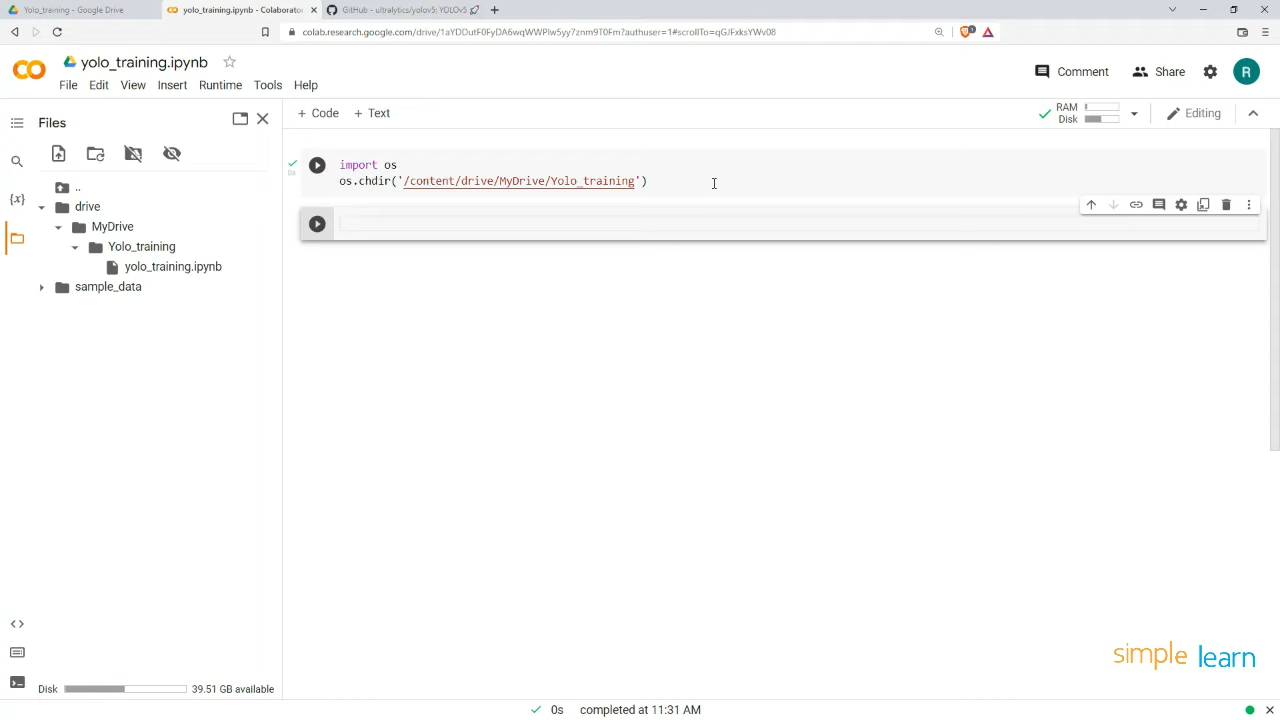 Yolo_training - Google Drive
yolo_training.ipynb - Colaborato
GitHub - ultralytics/yolov5: YOLOv5 🚀
colab.research.google.com/drive/1aYDDutF0FyDA6wqWWPlw5yy7znm9T0Fm?authuser=1#scrollTo=qGJFxksYWv08
yolo_training.ipynb
File Edit View Insert Runtime Tools Help
Comment
Share
R
Files
+ Code + Text
RAM
Disk
Editing
..
drive
MyDrive
Yolo_training
yolo_training.ipynb
sample_data
{x}
0s
import os
os.chdir('/content/drive/MyDrive/Yolo_training')
simplelearn
Disk 39.51 GB available
0s completed at 11:31 AM